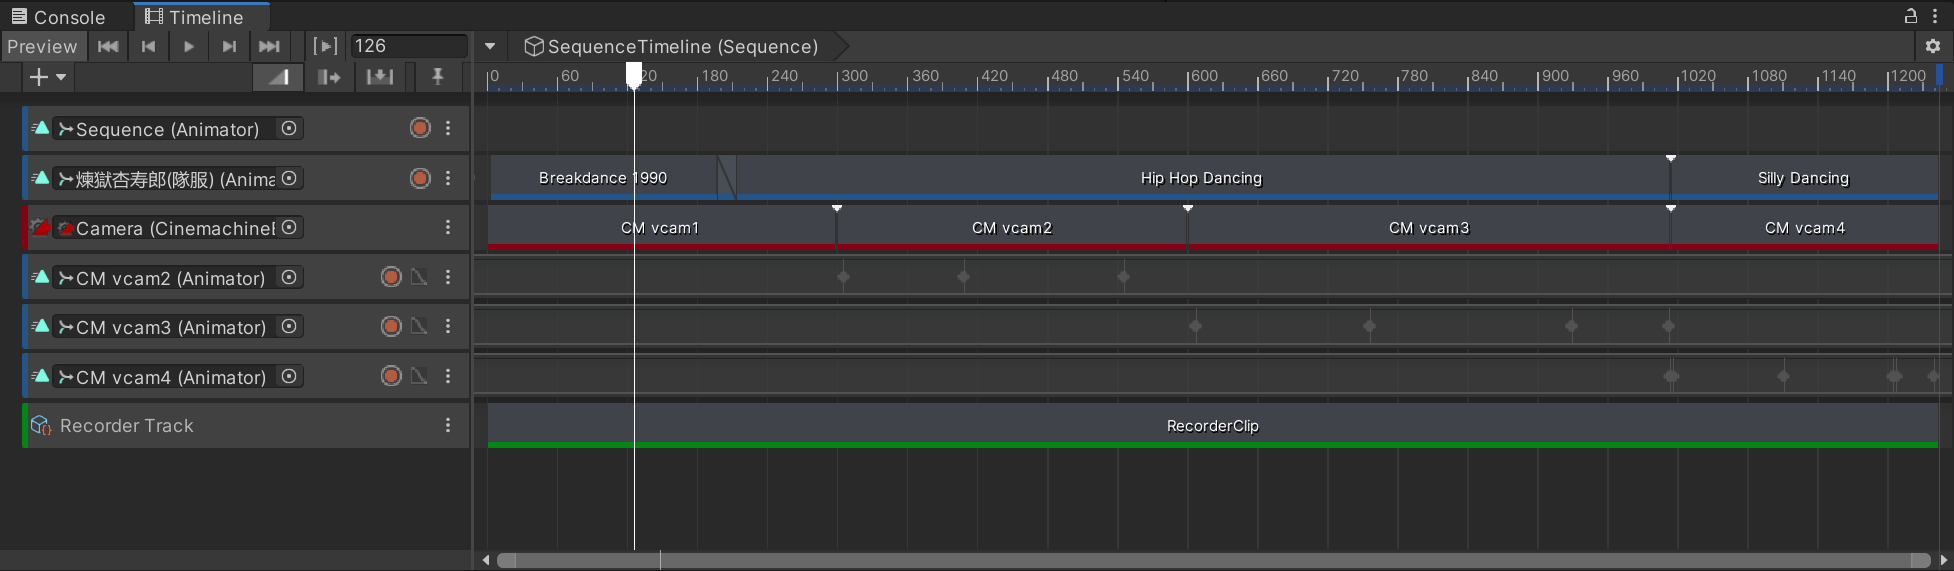 Console Timeline
Preview 126 SequenceTimeline (Sequence)
0 60 20 180 240 300 360 420 480 540 600 660 720 780 840 900 960 1020 1080 1140 1200
Sequence (Animator)
煉獄杏寿郎(隊服) (Anima Breakdance 1990 Hip Hop Dancing Silly Dancing
Camera (CinemachineB CM vcam1 CM vcam2 CM vcam3 CM vcam4
CM vcam2 (Animator)
CM vcam3 (Animator)
CM vcam4 (Animator)
Recorder Track RecorderClip